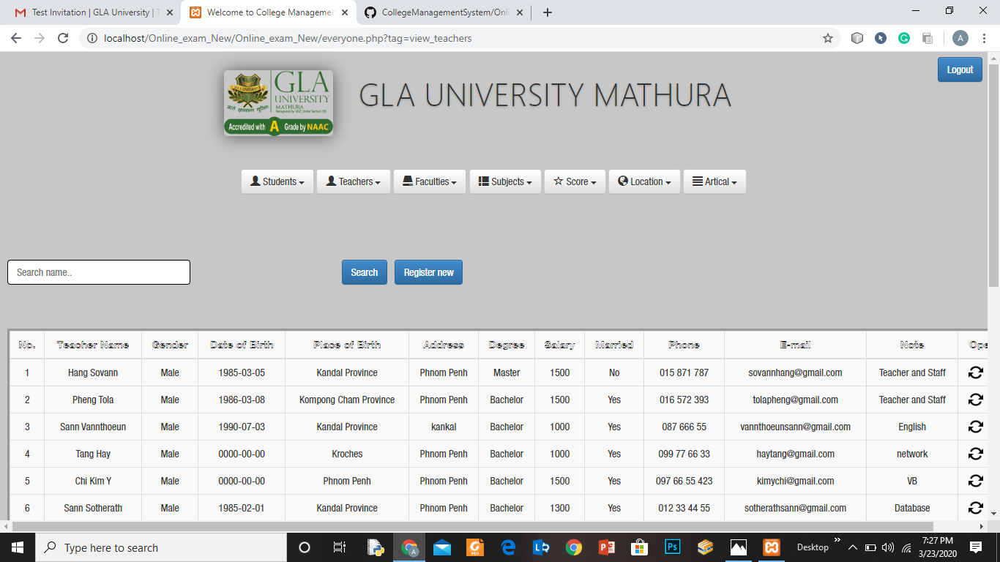 Test Invitation | GLA University | T
Welcome to College Managemen
CollegeManagementSystem/Onli
localhost/Online_exam_New/Online_exam_New/everyone.php?tag=view_teachers
A
Logout
GLA
UNIVERSITY
MATHURA
Recognised by UGC Under Section 2(f)
Accredited with A Grade by NAAC
GLA UNIVERSITY MATHURA
Students Teachers Faculties Subjects Score Location Artical
Search name.. Search Register new
No. Teacher Name Gender Date of Birth Place of Birth Address Degree Salary Married Phone E-mail Note Ope
1 Hang Sovann Male 1985-03-05 Kandal Province Phnom Penh Master 1500 No 015 871 787 sovannhang@gmail.com Teacher and Staff
2 Pheng Tola Male 1986-03-08 Kompong Cham Province Phnom Penh Bachelor 1500 Yes 016 572 393 tolapheng@gmail.com Teacher and Staff
3 Sann Vannthoeun Male 1990-07-03 Kandal Province kankal Bachelor 1000 Yes 087 666 55 vannthoeunsann@gmail.com English
4 Tang Hay Male 0000-00-00 Kroches Phnom Penh Bachelor 1000 Yes 099 77 66 33 haytang@gmail.com network
5 Chi Kim Y Male 0000-00-00 Phnom Penh Phnom Penh Bachelor 1500 Yes 097 66 55 423 kimychi@gmail.com VB
6 Sann Sotherath Male 1985-02-01 Kandal Province Phnom Penh Bachelor 1300 Yes 012 33 44 55 sotherathsann@gmail.com Database
Type here to search
Desktop
7:27 PM
3/23/2020